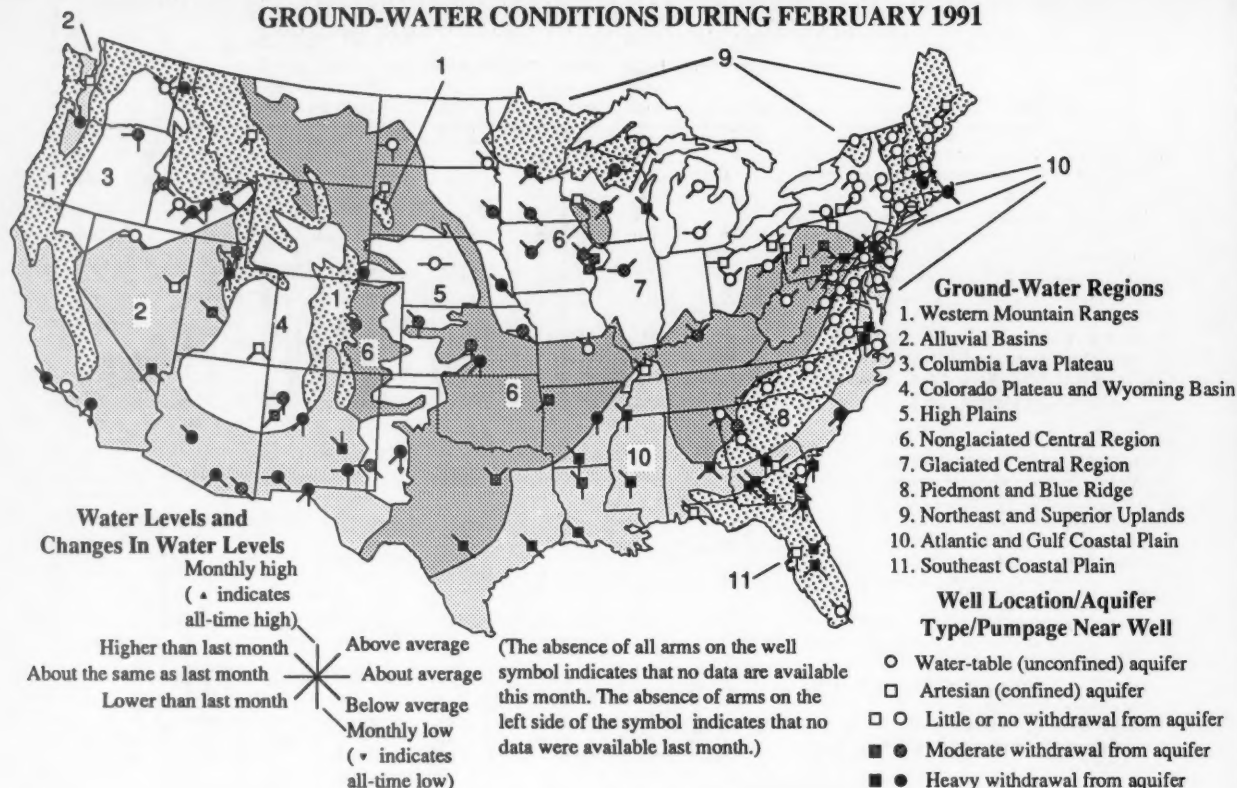 GROUND-WATER CONDITIONS DURING FEBRUARY 1991
2
1
9
10
1
3
6
2
4
1
6
5
7
6
8
10
11
Ground-Water Regions
1. Western Mountain Ranges
2. Alluvial Basins
3. Columbia Lava Plateau
4. Colorado Plateau and Wyoming Basin
5. High Plains
6. Nonglaciated Central Region
7. Glaciated Central Region
8. Piedmont and Blue Ridge
9. Northeast and Superior Uplands
10. Atlantic and Gulf Coastal Plain
11. Southeast Coastal Plain
Water Levels and
Changes In Water Levels
Monthly high
( ▲ indicates
all-time high)
Higher than last month
About the same as last month
Lower than last month
Above average
About average
Below average
Monthly low
( ▼ indicates
all-time low)
(The absence of all arms on the well
symbol indicates that no data are available
this month. The absence of arms on the
left side of the symbol indicates that no
data were available last month.)
Well Location/Aquifer
Type/Pumpage Near Well
Water-table (unconfined) aquifer
Artesian (confined) aquifer
Little or no withdrawal from aquifer
Moderate withdrawal from aquifer
Heavy withdrawal from aquifer